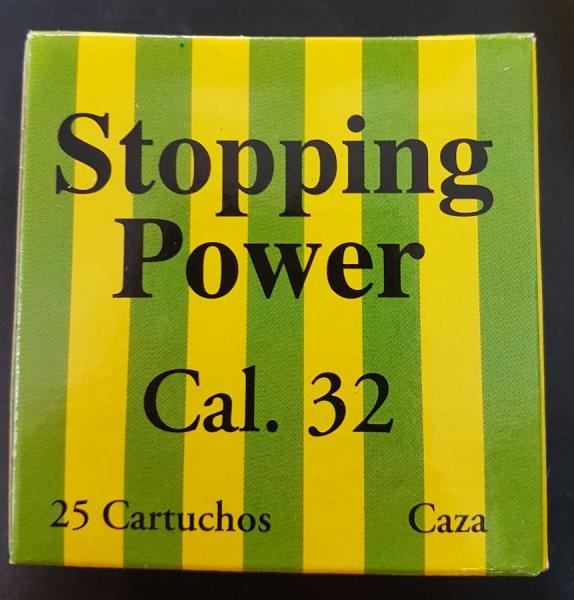 Stopping
Power
Cal. 32
25 Cartuchos Caza